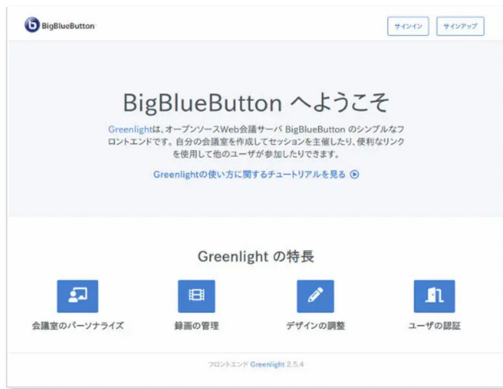 BigBlueButton
サインイン
サインアップ
BigBlueButton へようこそ
Greenlightは、オープンソースWeb会議サーバ BigBlueButton のシンプルなフ
ロントエンドです。自分の会議室を作成してセッションを主催したり、便利なリンク
を使用して他のユーザが参加したりできます。
Greenlightの使い方に関するチュートリアルを見る
Greenlight の特長
会議室のパーソナライズ
録画の管理
デザインの調整
ユーザの認証
フロントエンド Greenlight 2.5.4